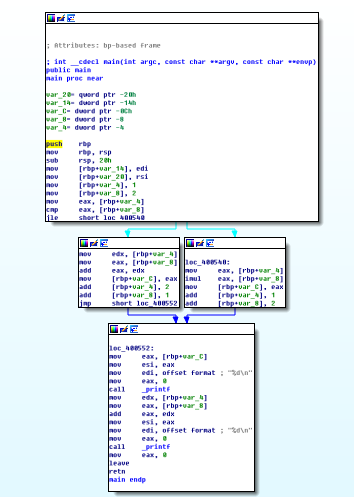 ; Attributes: bp-based frame
; int __cdecl main(int argc, const char **argv, const char **envp)
public main
main proc near
var_20= qword ptr -20h
var_14= dword ptr -14h
var_C= dword ptr -0Ch
var_8= dword ptr -8
var_4= dword ptr -4
push rbp
mov rbp, rsp
sub rsp, 20h
mov [rbp+var_14], edi
mov [rbp+var_20], rsi
mov [rbp+var_4], 1
mov [rbp+var_8], 2
mov eax, [rbp+var_4]
cmp eax, [rbp+var_8]
jle short loc_400540
mov edx, [rbp+var_4]
mov eax, [rbp+var_8]
add eax, edx
mov [rbp+var_C], eax
add [rbp+var_4], 2
add [rbp+var_8], 1
jmp short loc_400552
loc_400540:
mov eax, [rbp+var_4]
imul eax, [rbp+var_8]
mov [rbp+var_C], eax
add [rbp+var_4], 1
add [rbp+var_8], 2
loc_400552:
mov eax, [rbp+var_C]
mov esi, eax
mov edi, offset format ; "%d\n"
mov eax, 0
call _printf
mov edx, [rbp+var_4]
mov eax, [rbp+var_8]
add eax, edx
mov esi, eax
mov edi, offset format ; "%d\n"
mov eax, 0
call _printf
mov eax, 0
leave
retn
main endp